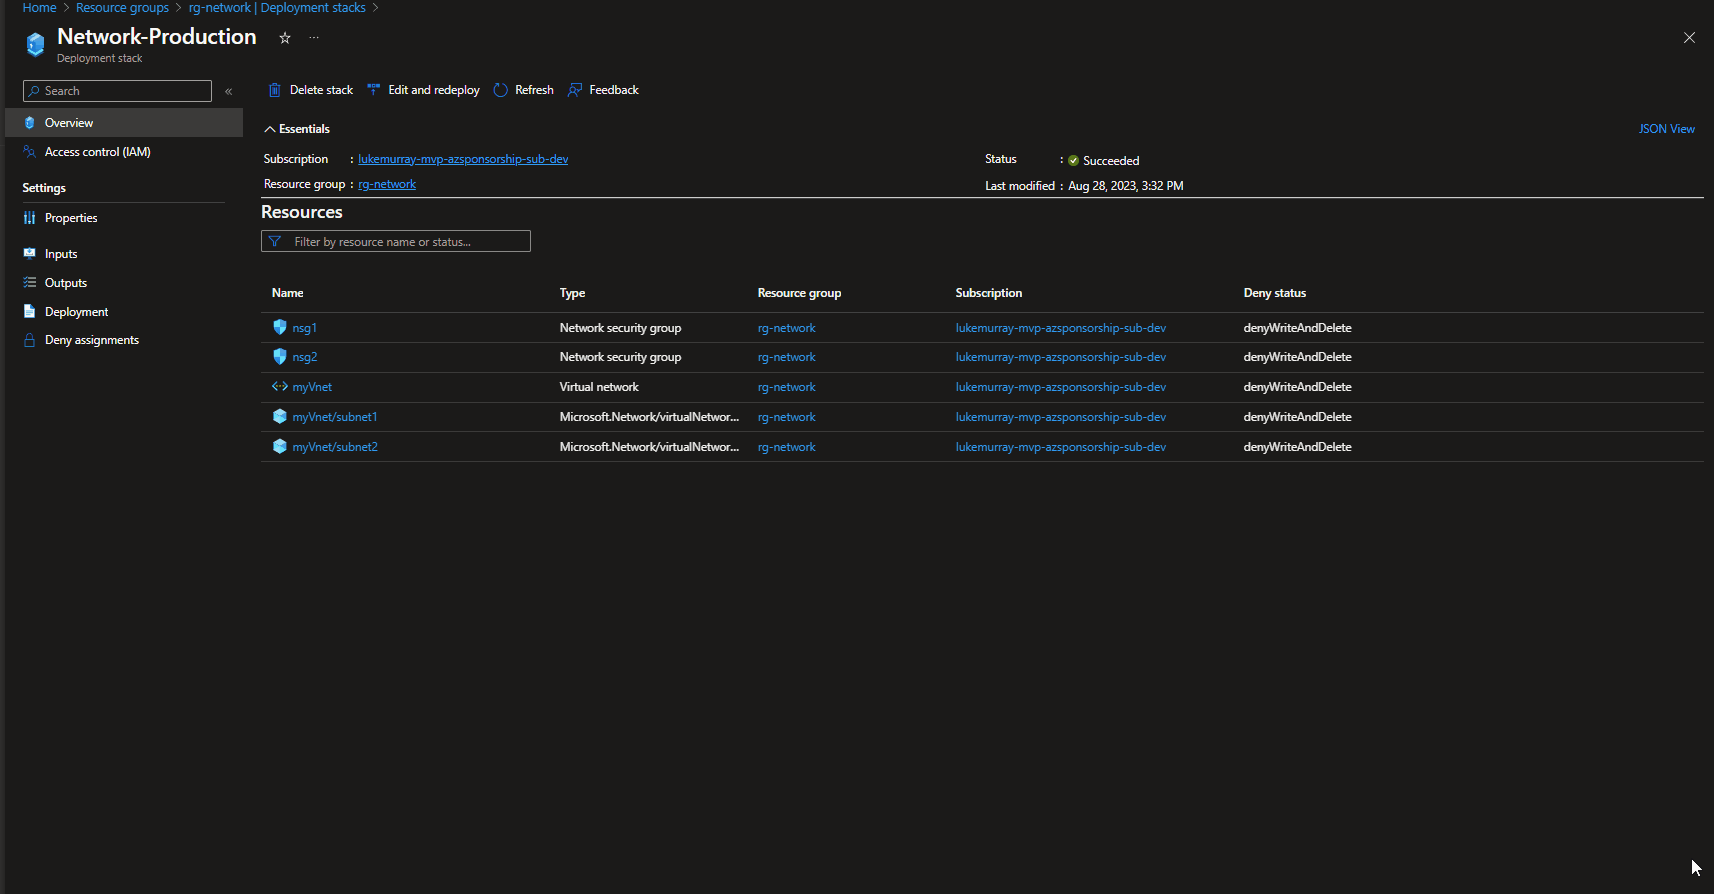 Home > Resource groups > rg-network | Deployment stacks >
Network-Production
Deployment stack
Search
«
Delete stack
Edit and redeploy
Refresh
Feedback
Overview
Access control (IAM)
Settings
Properties
Inputs
Outputs
Deployment
Deny assignments
Essentials
JSON View
Subscription : lukemurray-mvp-azsponsorship-sub-dev
Status : Succeeded
Resource group : rg-network
Last modified : Aug 28, 2023, 3:32 PM
Resources
Filter by resource name or status...
Name Type Resource group Subscription Deny status
nsg1 Network security group rg-network lukemurray-mvp-azsponsorship-sub-dev denyWriteAndDelete
nsg2 Network security group rg-network lukemurray-mvp-azsponsorship-sub-dev denyWriteAndDelete
myVnet Virtual network rg-network lukemurray-mvp-azsponsorship-sub-dev denyWriteAndDelete
myVnet/subnet1 Microsoft.Network/virtualNetwor... rg-network lukemurray-mvp-azsponsorship-sub-dev denyWriteAndDelete
myVnet/subnet2 Microsoft.Network/virtualNetwor... rg-network lukemurray-mvp-azsponsorship-sub-dev denyWriteAndDelete